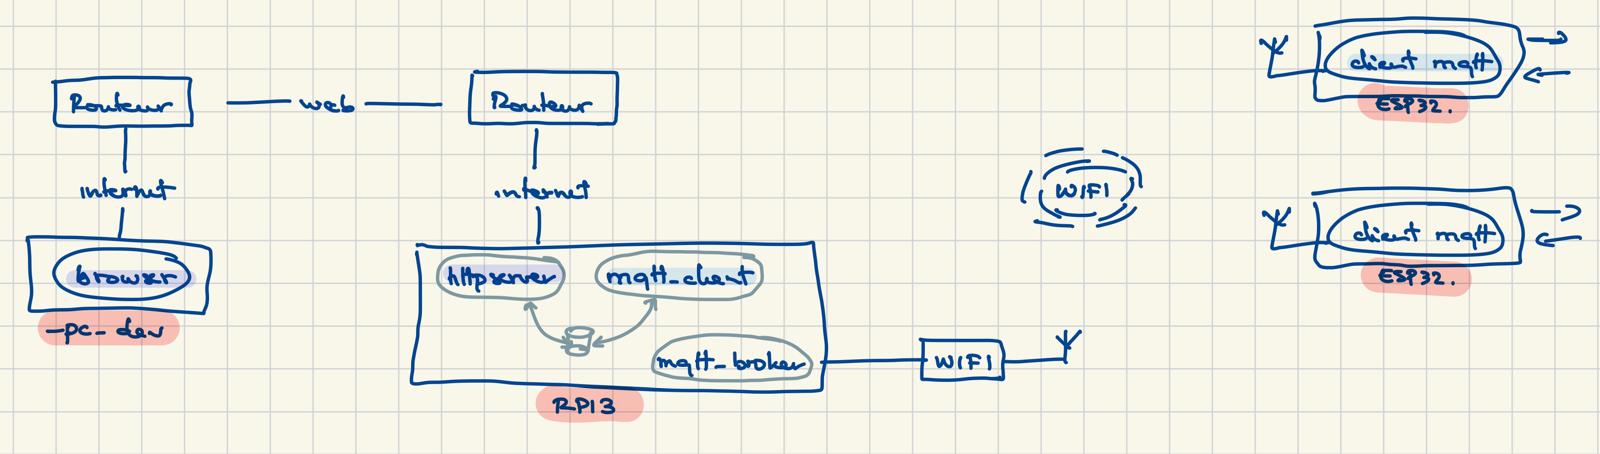 client mqtt
ESP32.
Routeur
web
Routeur
internet
internet
WIFI
client mqtt
ESP32.
browser
-pc-dev
httpserver
mqtt_client
mqtt_broker
WIFI
RPI3